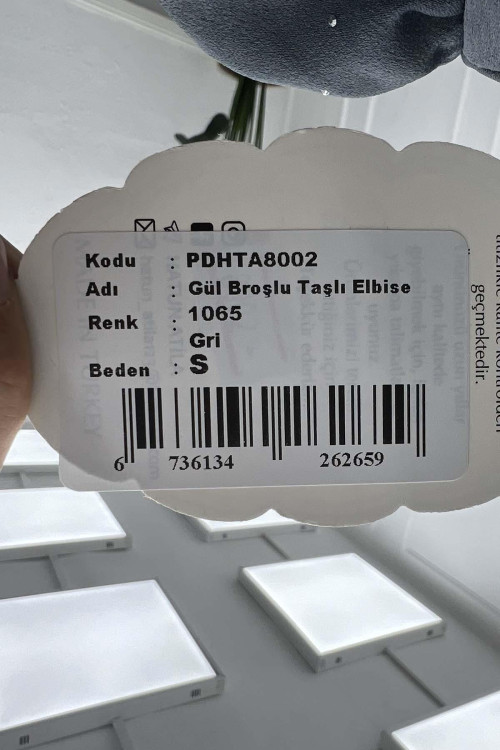 Kodu : PDHTA8002
Adı : Gül Broşlu Taşlı Elbise
Renk : 1065
Gri
Beden : S
6 736134 262659
geçmektedir.